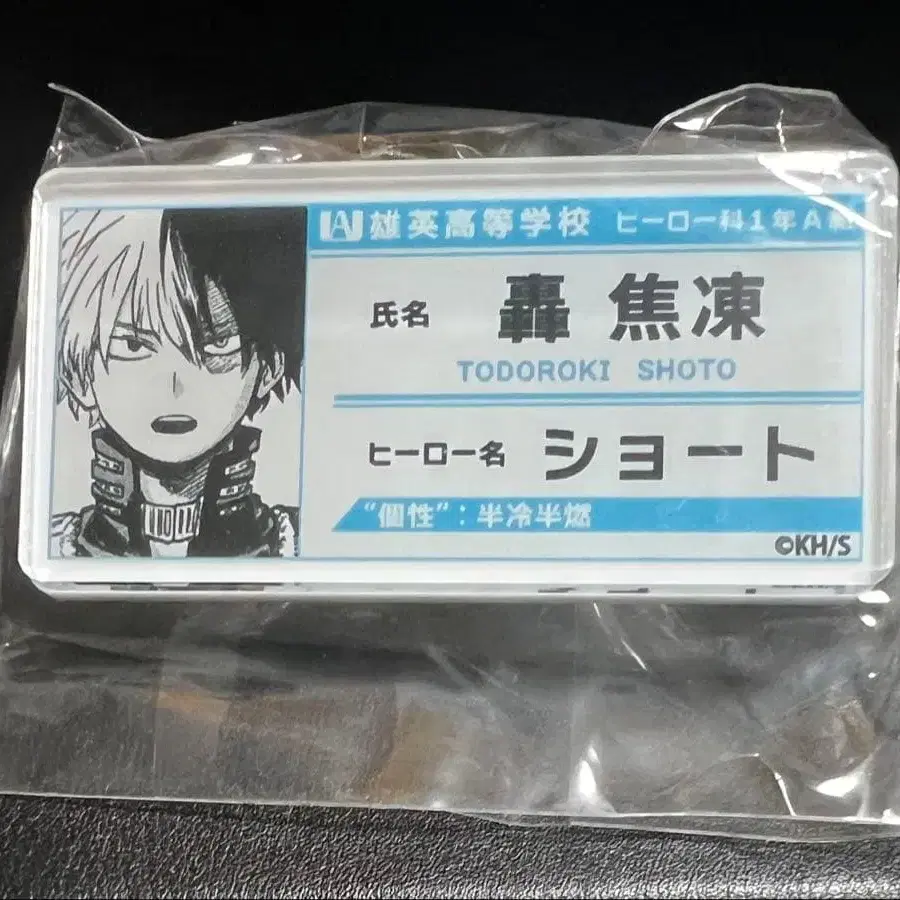 UA 雄英高等学校 ヒーロー科1年A組
氏名 轟 焦凍
TODOROKI SHOTO
ヒーロー名 ショート
“個性”：半冷半燃
©KH/S